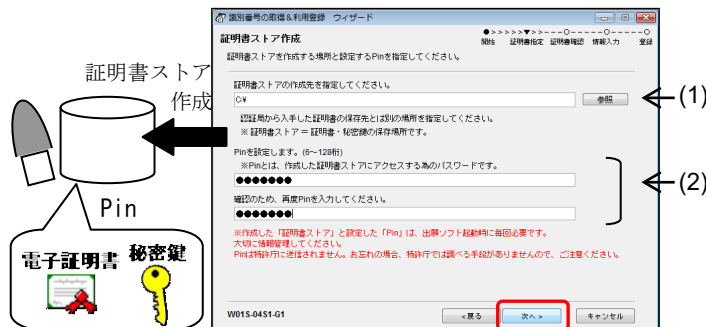 識別番号の取得&利用登録 ウィザード
証明書ストア作成
●>>>>>▼>>---○-----○-----○
開始 証明書指定 証明書確認 情報入力 登録
証明書ストアを作成する場所と設定するPinを指定してください。
証明書ストアの作成先を指定してください。
C:¥
参照
(1)
認証局から入手した証明書の保存先とは別の場所を指定してください。
※ 証明書ストア = 証明書・秘密鍵の保存場所です。
Pinを設定します。(6~128桁)
※Pinとは、作成した証明書ストアにアクセスする為のパスワードです。
●●●●●●●
(2)
確認のため、再度Pinを入力してください。
●●●●●●●
※作成した「証明書ストア」と設定した「Pin」は、出願ソフト起動時に毎回必要です。
大切に情報管理してください。
Pinは特許庁に送信されません。お忘れの場合、特許庁では調べる手段がありませんので、ご注意ください。
W01S-04S1-G1
<戻る
次へ>
キャンセル
証明書ストア
作成
Pin
電子証明書
秘密鍵